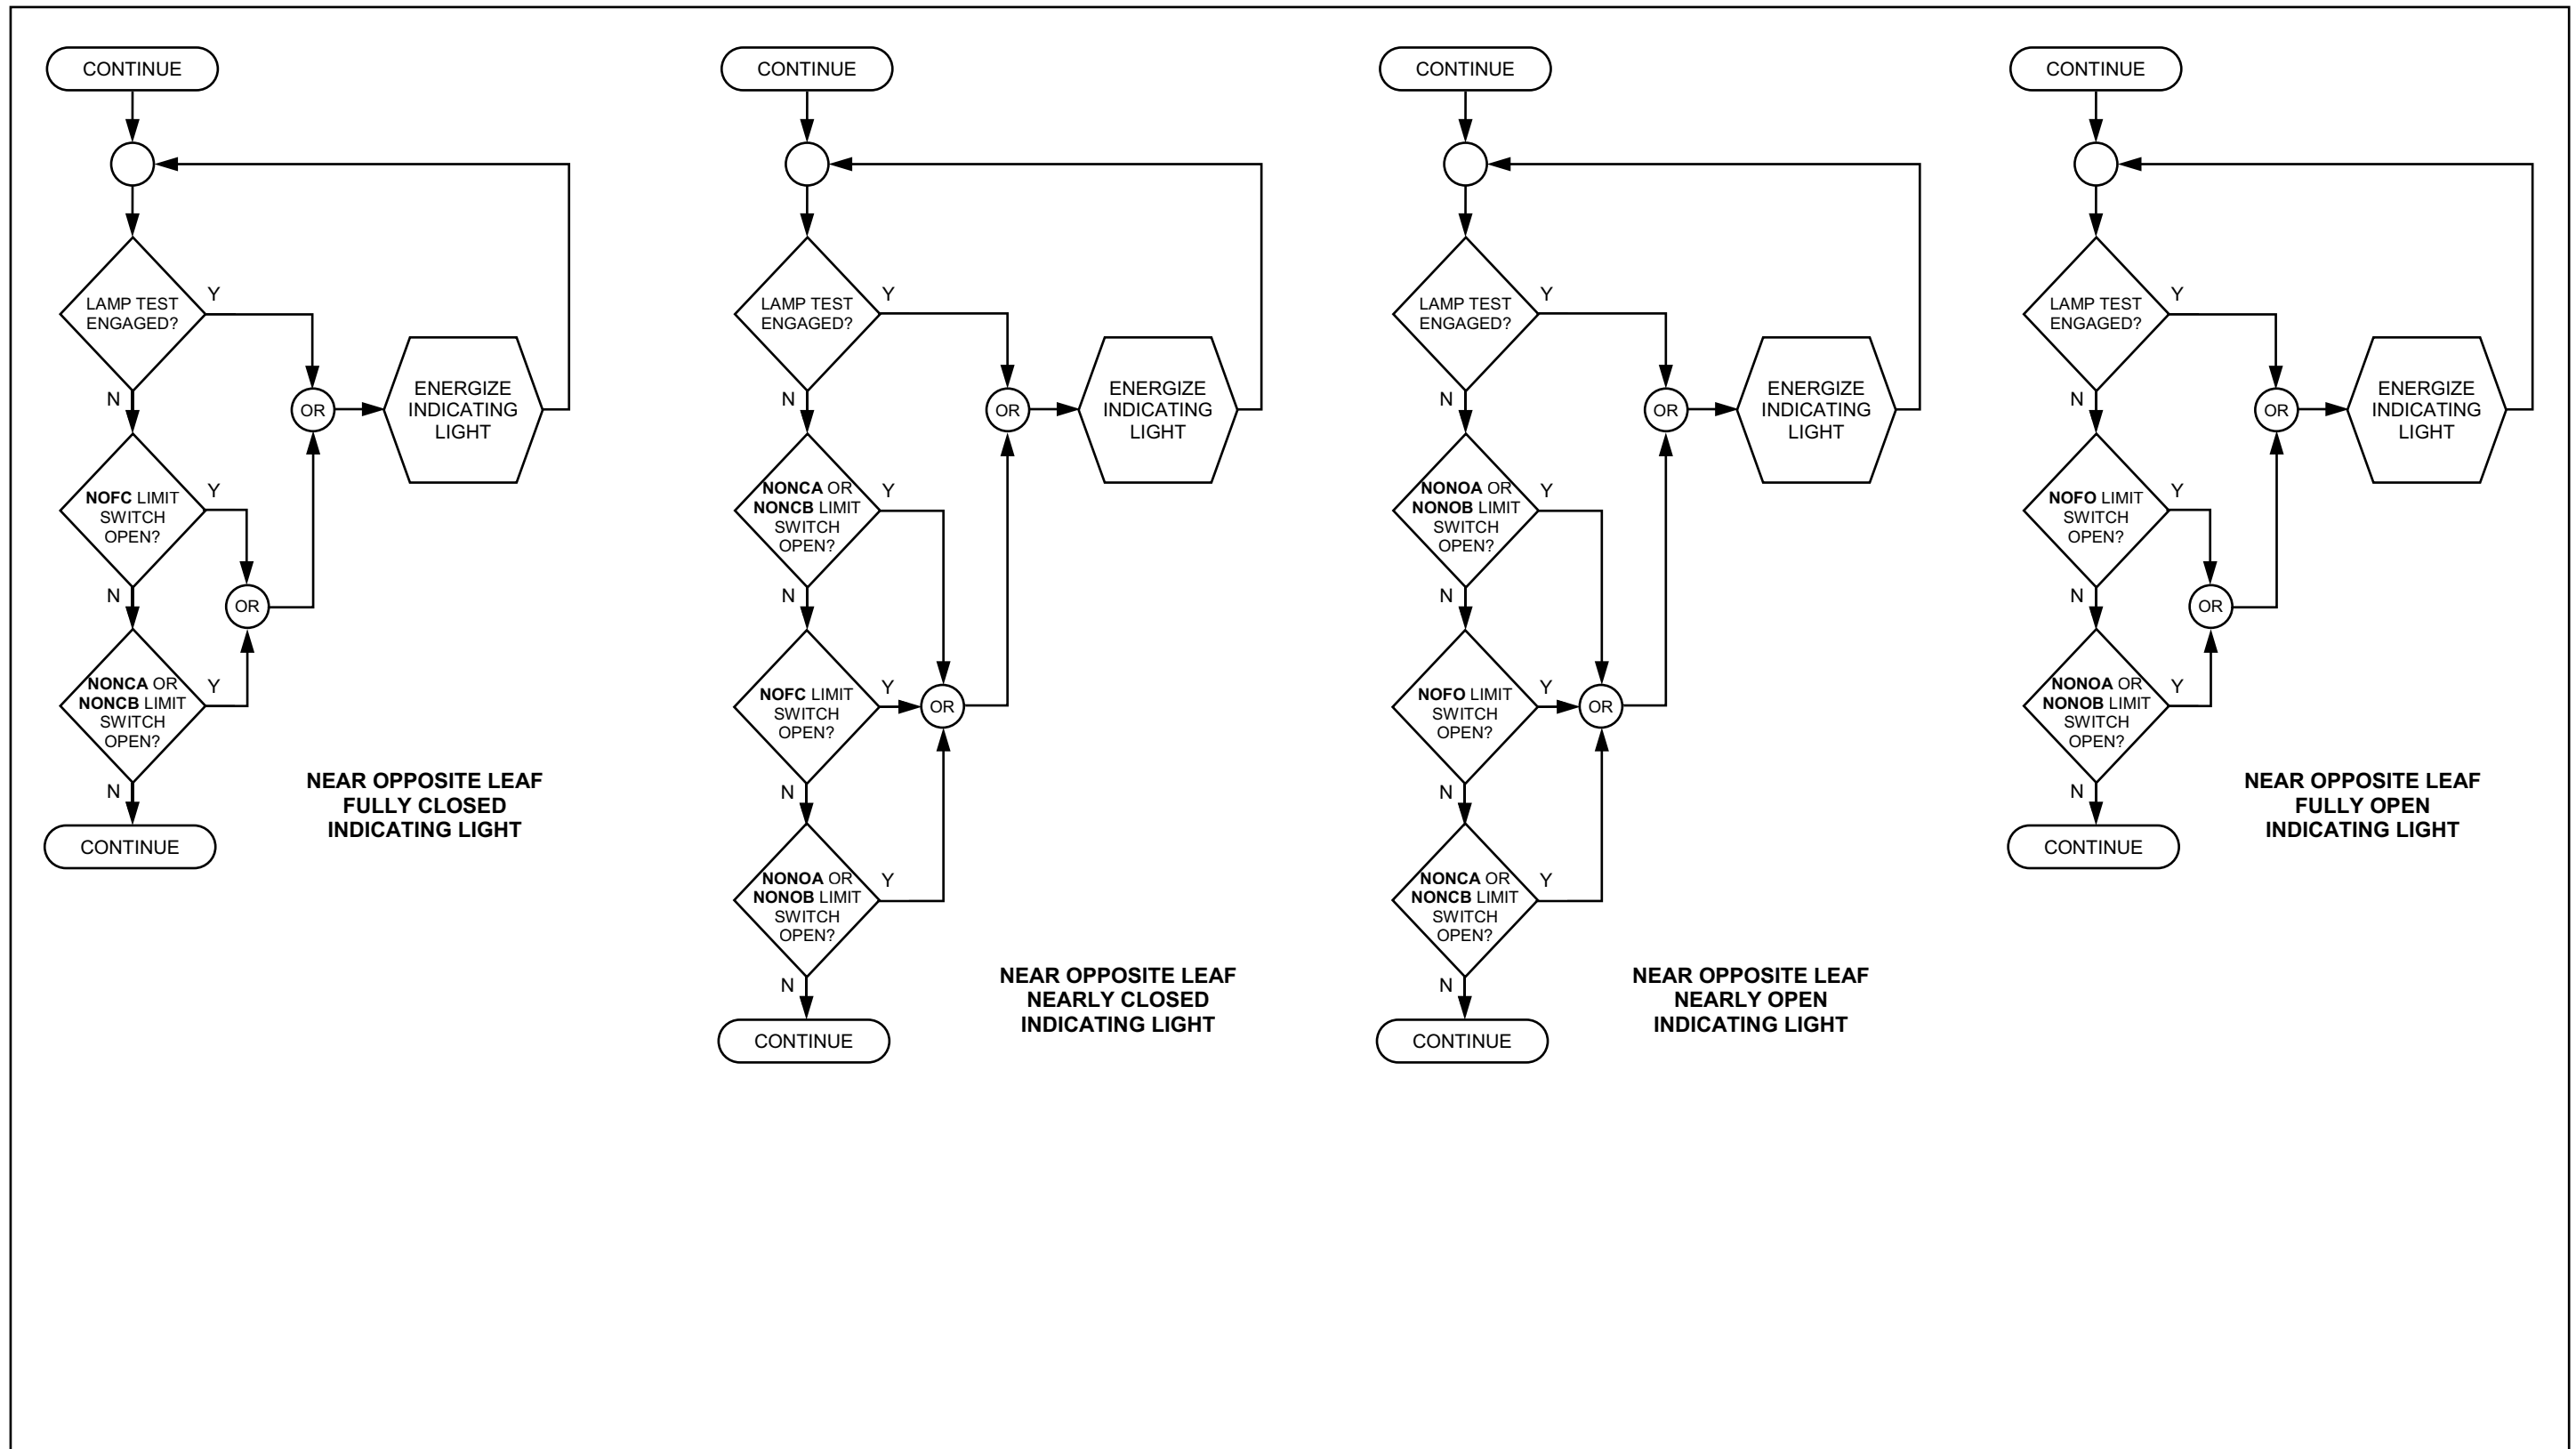 CONTINUE
LAMP TEST
ENGAGED?
Y
N
OR
ENERGIZE
INDICATING
LIGHT
NOFC LIMIT
SWITCH
OPEN?
Y
N
OR
NONCA OR
NONCB LIMIT
SWITCH
OPEN?
Y
N
CONTINUE
NEAR OPPOSITE LEAF
FULLY CLOSED
INDICATING LIGHT
CONTINUE
LAMP TEST
ENGAGED?
Y
N
OR
ENERGIZE
INDICATING
LIGHT
NONCA OR
NONCB LIMIT
SWITCH
OPEN?
Y
N
NOFC LIMIT
SWITCH
OPEN?
Y
OR
N
NONOA OR
NONOB LIMIT
SWITCH
OPEN?
Y
N
CONTINUE
NEAR OPPOSITE LEAF
NEARLY CLOSED
INDICATING LIGHT
CONTINUE
LAMP TEST
ENGAGED?
Y
N
OR
ENERGIZE
INDICATING
LIGHT
NONOA OR
NONOB LIMIT
SWITCH
OPEN?
Y
N
NOFO LIMIT
SWITCH
OPEN?
Y
OR
N
NONCA OR
NONCB LIMIT
SWITCH
OPEN?
Y
N
CONTINUE
NEAR OPPOSITE LEAF
NEARLY OPEN
INDICATING LIGHT
CONTINUE
LAMP TEST
ENGAGED?
Y
N
OR
ENERGIZE
INDICATING
LIGHT
NOFO LIMIT
SWITCH
OPEN?
Y
N
OR
NONOA OR
NONOB LIMIT
SWITCH
OPEN?
Y
N
CONTINUE
NEAR OPPOSITE LEAF
FULLY OPEN
INDICATING LIGHT